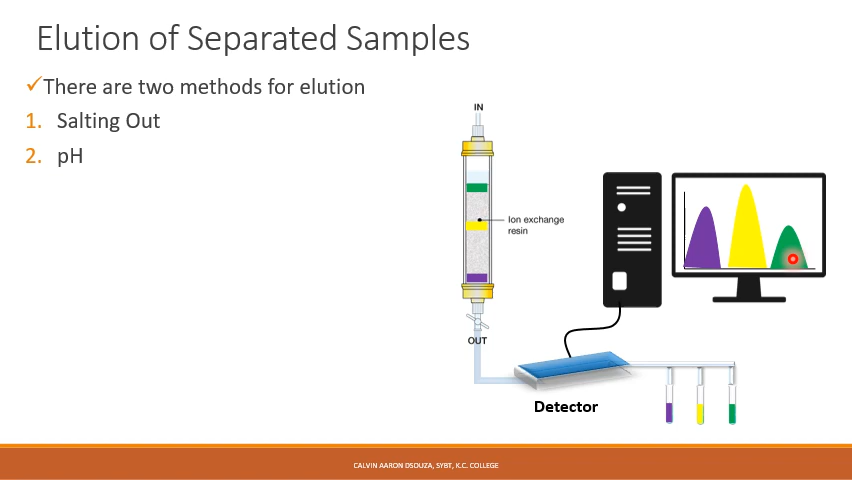 Elution of Separated Samples
✓There are two methods for elution
1. Salting Out
2. pH
IN
Ion exchange
resin
OUT
Detector
CALVIN AARON DSOUZA, SYBT, K.C. COLLEGE